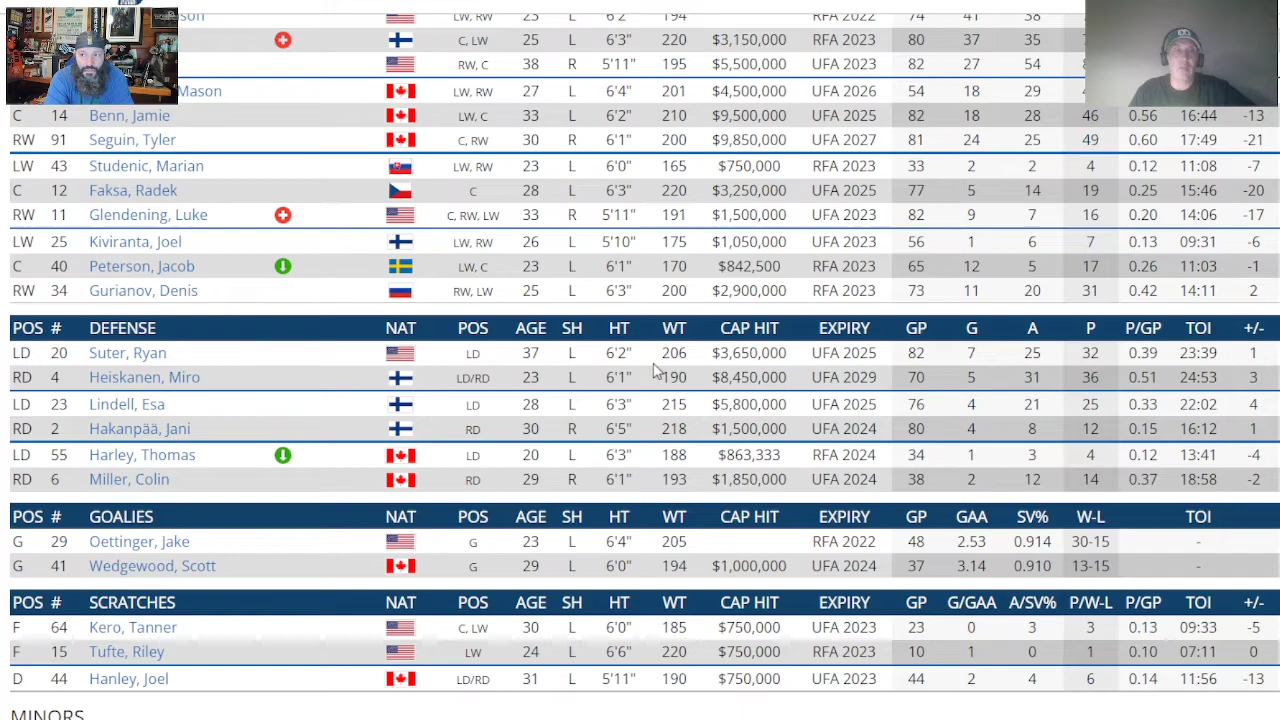 LW, RW 23 L 6'2" 194 RFA 2022 74 41 38
C, LW 25 L 6'3" 220 $3,150,000 RFA 2023 80 37 35
RW, C 38 R 5'11" 195 $5,500,000 UFA 2023 82 27 54
Mason LW, RW 27 L 6'4" 201 $4,500,000 UFA 2026 54 18 29
C 14 Benn, Jamie LW, C 33 L 6'2" 210 $9,500,000 UFA 2025 82 18 28 46 0.56 16:44 -13
RW 91 Seguin, Tyler C, RW 30 R 6'1" 200 $9,850,000 UFA 2027 81 24 25 49 0.60 17:49 -21
LW 43 Studenic, Marian LW, RW 23 L 6'0" 165 $750,000 RFA 2023 33 2 2 4 0.12 11:08 -7
C 12 Faksa, Radek C 28 L 6'3" 220 $3,250,000 UFA 2025 77 5 14 19 0.25 15:46 -20
RW 11 Glendening, Luke C, RW, LW 33 R 5'11" 191 $1,500,000 UFA 2023 82 9 7 16 0.20 14:06 -17
LW 25 Kiviranta, Joel LW, RW 26 L 5'10" 175 $1,050,000 UFA 2023 56 1 6 7 0.13 09:31 -6
C 40 Peterson, Jacob LW, C 23 L 6'1" 170 $842,500 RFA 2023 65 12 5 17 0.26 11:03 -1
RW 34 Gurianov, Denis RW, LW 25 L 6'3" 200 $2,900,000 RFA 2023 73 11 20 31 0.42 14:11 2
POS # DEFENSE NAT POS AGE SH HT WT CAP HIT EXPIRY GP G A P P/GP TOI +/-
LD 20 Suter, Ryan LD 37 L 6'2" 206 $3,650,000 UFA 2025 82 7 25 32 0.39 23:39 1
RD 4 Heiskanen, Miro LD/RD 23 L 6'1" 190 $8,450,000 UFA 2029 70 5 31 36 0.51 24:53 3
LD 23 Lindell, Esa LD 28 L 6'3" 215 $5,800,000 UFA 2025 76 4 21 25 0.33 22:02 4
RD 2 Hakanpää, Jani RD 30 R 6'5" 218 $1,500,000 UFA 2024 80 4 8 12 0.15 16:12 1
LD 55 Harley, Thomas LD 20 L 6'3" 188 $863,333 RFA 2024 34 1 3 4 0.12 13:41 -4
RD 6 Miller, Colin RD 29 R 6'1" 193 $1,850,000 UFA 2024 38 2 12 14 0.37 18:58 -2
POS # GOALIES NAT POS AGE SH HT WT CAP HIT EXPIRY GP GAA SV% W-L TOI
G 29 Oettinger, Jake G 23 L 6'4" 205 RFA 2022 48 2.53 0.914 30-15 -
G 41 Wedgewood, Scott G 29 L 6'0" 194 $1,000,000 UFA 2024 37 3.14 0.910 13-15 -
POS # SCRATCHES NAT POS AGE SH HT WT CAP HIT EXPIRY GP G/GAA A/SV% P/W-L P/GP TOI +/-
F 64 Kero, Tanner C, LW 30 L 6'0" 185 $750,000 UFA 2023 23 0 3 3 0.13 09:33 -5
F 15 Tufte, Riley LW 24 L 6'6" 220 $750,000 RFA 2023 10 1 0 1 0.10 07:11 0
D 44 Hanley, Joel LD/RD 31 L 5'11" 190 $750,000 UFA 2023 44 2 4 6 0.14 11:56 -13
MINORS